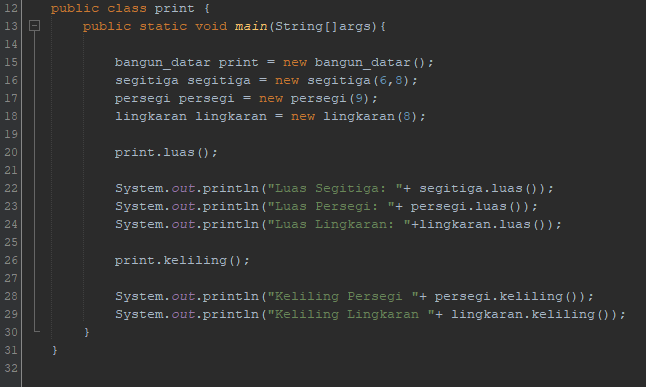 12 public class print {
13 public static void main(String[]args){
14
15 bangun_datar print = new bangun_datar();
16 segitiga segitiga = new segitiga(6,8);
17 persegi persegi = new persegi(9);
18 lingkaran lingkaran = new lingkaran(8);
19
20 print.luas();
21
22 System.out.println("Luas Segitiga: "+ segitiga.luas());
23 System.out.println("Luas Persegi: "+ persegi.luas());
24 System.out.println("Luas Lingkaran: "+lingkaran.luas());
25
26 print.keliling();
27
28 System.out.println("Keliling Persegi "+ persegi.keliling());
29 System.out.println("Keliling Lingkaran "+ lingkaran.keliling());
30 }
31 }
32